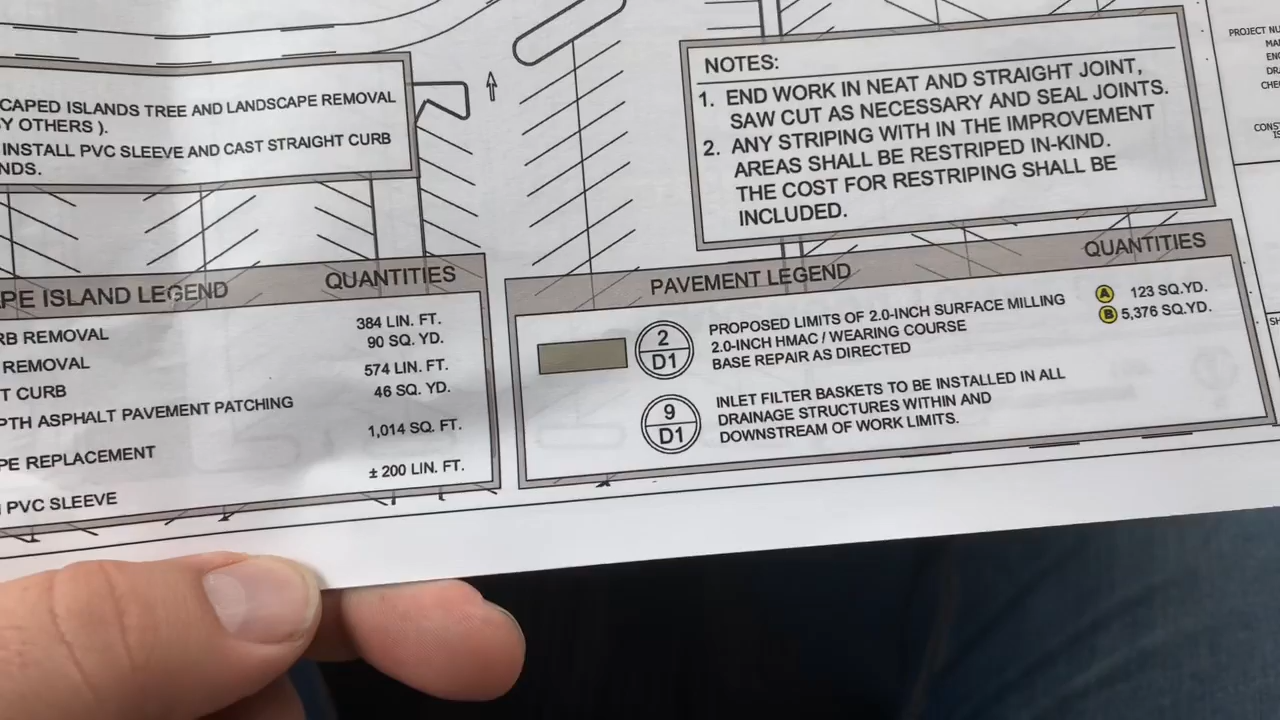 CAPED ISLANDS TREE AND LANDSCAPE REMOVAL
BY OTHERS ).
INSTALL PVC SLEEVE AND CAST STRAIGHT CURB
NDS.
NOTES:
1. END WORK IN NEAT AND STRAIGHT JOINT,
SAW CUT AS NECESSARY AND SEAL JOINTS.
2. ANY STRIPING WITH IN THE IMPROVEMENT
AREAS SHALL BE RESTRIPED IN-KIND.
THE COST FOR RESTRIPING SHALL BE
INCLUDED.
PROJECT NU
MA
ENG
DRA
CHE
CONST
PE ISLAND LEGEND QUANTITIES
RB REMOVAL 384 LIN. FT.
90 SQ. YD.
REMOVAL 574 LIN. FT.
T CURB 46 SQ. YD.
PTH ASPHALT PAVEMENT PATCHING
1,014 SQ. FT.
PE REPLACEMENT
± 200 LIN. FT.
PVC SLEEVE
PAVEMENT LEGEND QUANTITIES
2
D1
PROPOSED LIMITS OF 2.0-INCH SURFACE MILLING
2.0-INCH HMAC / WEARING COURSE
BASE REPAIR AS DIRECTED
A 123 SQ.YD.
B 5,376 SQ.YD.
9
D1
INLET FILTER BASKETS TO BE INSTALLED IN ALL
DRAINAGE STRUCTURES WITHIN AND
DOWNSTREAM OF WORK LIMITS.
SH